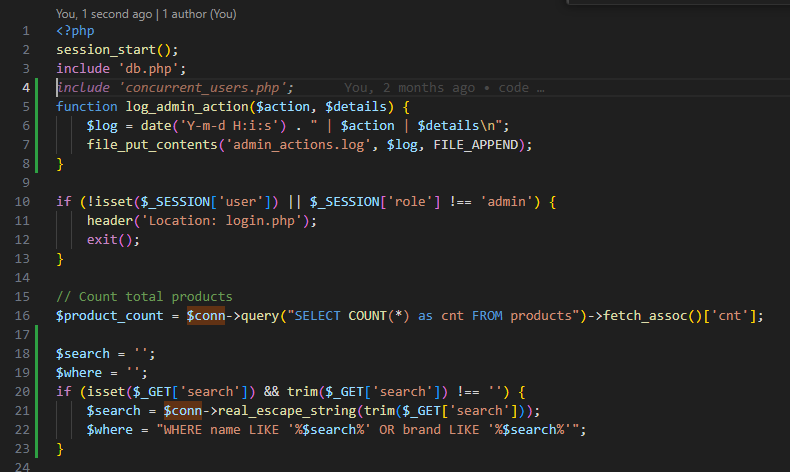 You, 1 second ago | 1 author (You)
1 <?php
2 session_start();
3 include 'db.php';
4 include 'concurrent_users.php'; You, 2 months ago • code …
5 function log_admin_action($action, $details) {
6     $log = date('Y-m-d H:i:s') . " | $action | $details\n";
7     file_put_contents('admin_actions.log', $log, FILE_APPEND);
8 }
9
10 if (!isset($_SESSION['user']) || $_SESSION['role'] !== 'admin') {
11     header('Location: login.php');
12     exit();
13 }
14
15 // Count total products
16 $product_count = $conn->query("SELECT COUNT(*) as cnt FROM products")->fetch_assoc()['cnt'];
17
18 $search = '';
19 $where = '';
20 if (isset($_GET['search']) && trim($_GET['search']) !== '') {
21     $search = $conn->real_escape_string(trim($_GET['search']));
22     $where = "WHERE name LIKE '%$search%' OR brand LIKE '%$search%'";
23 }
24